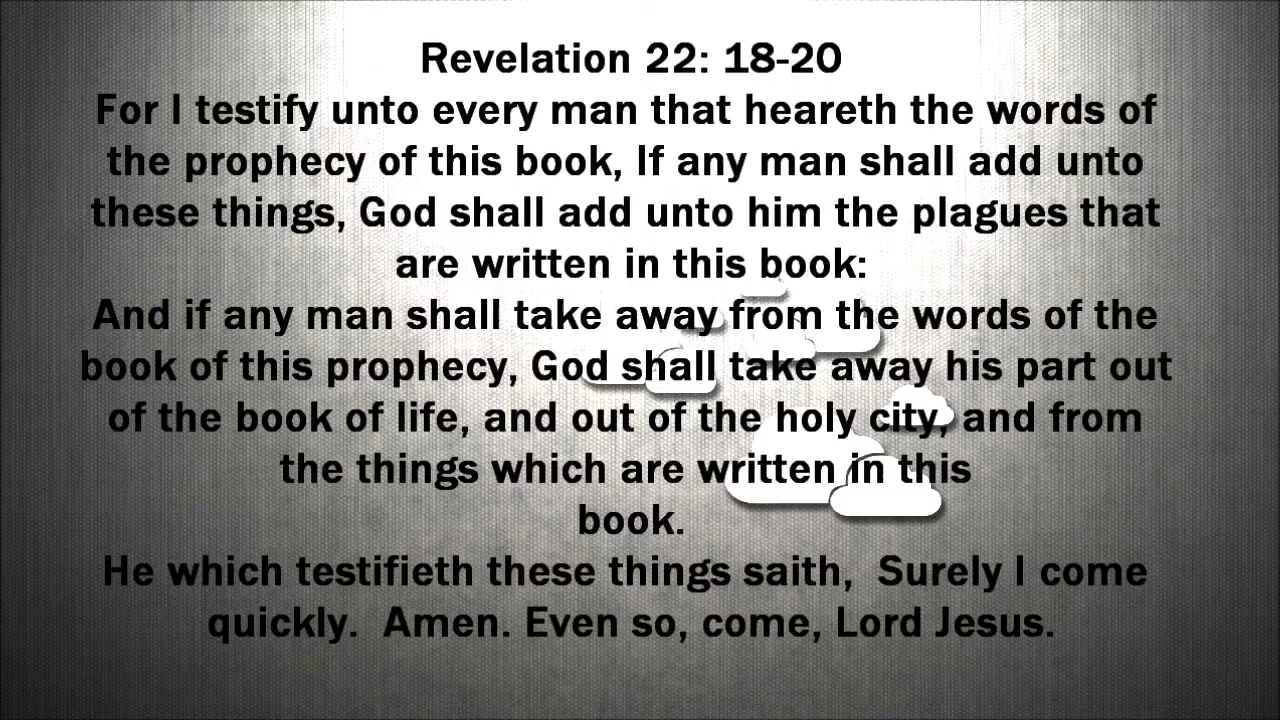 Revelation 22: 18-20
For I testify unto every man that heareth the words of
the prophecy of this book, If any man shall add unto
these things, God shall add unto him the plagues that
are written in this book:
And if any man shall take away from the words of the
book of this prophecy, God shall take away his part out
of the book of life, and out of the holy city, and from
the things which are written in this
book.
He which testifieth these things saith,  Surely I come
quickly.  Amen. Even so, come, Lord Jesus.